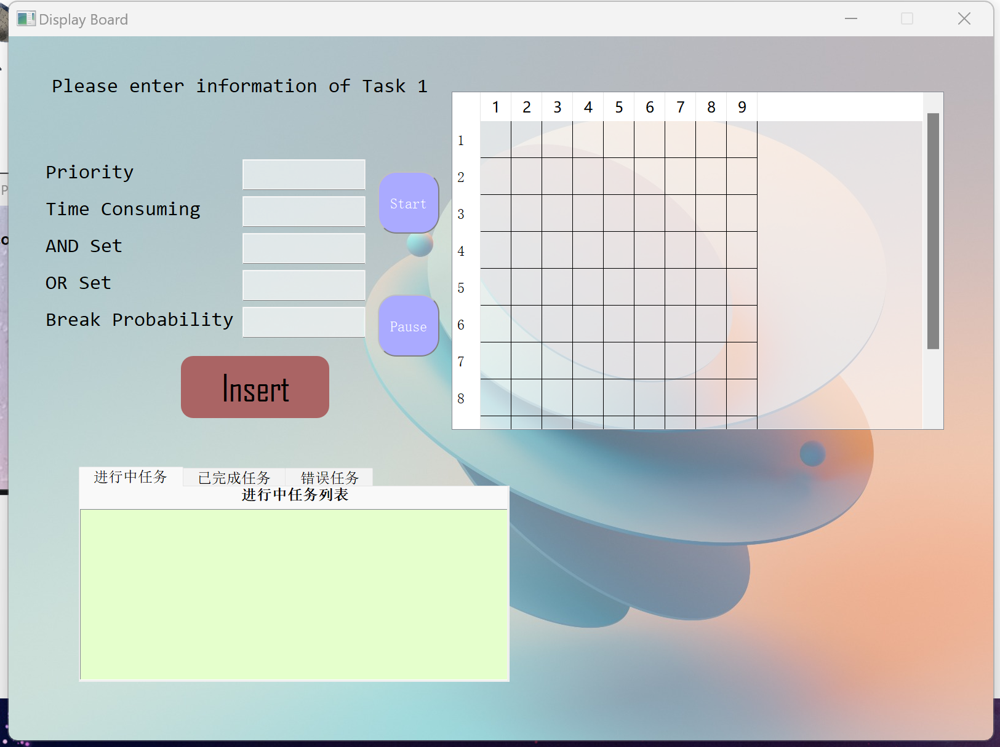 Display Board
Please enter information of Task 1
Priority
Time Consuming
AND Set
OR Set
Break Probability
Start
Pause
Insert
1 2 3 4 5 6 7 8 9
1
2
3
4
5
6
7
8
进行中任务 已完成任务 错误任务
进行中任务列表